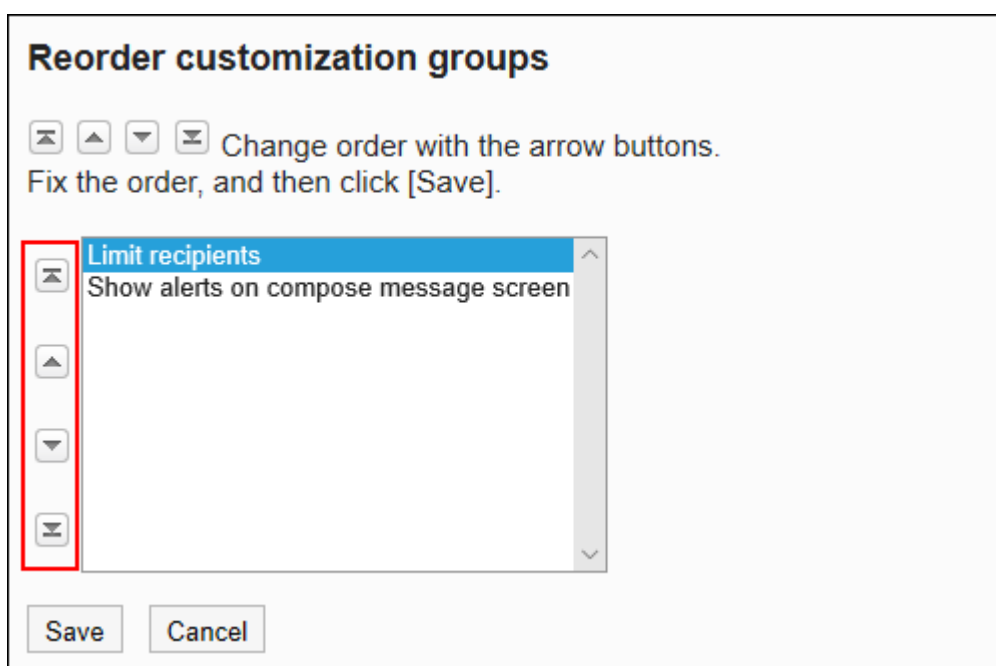 Reorder customization groups
Change order with the arrow buttons.
Fix the order, and then click [Save].
Limit recipients
Show alerts on compose message screen
Save
Cancel